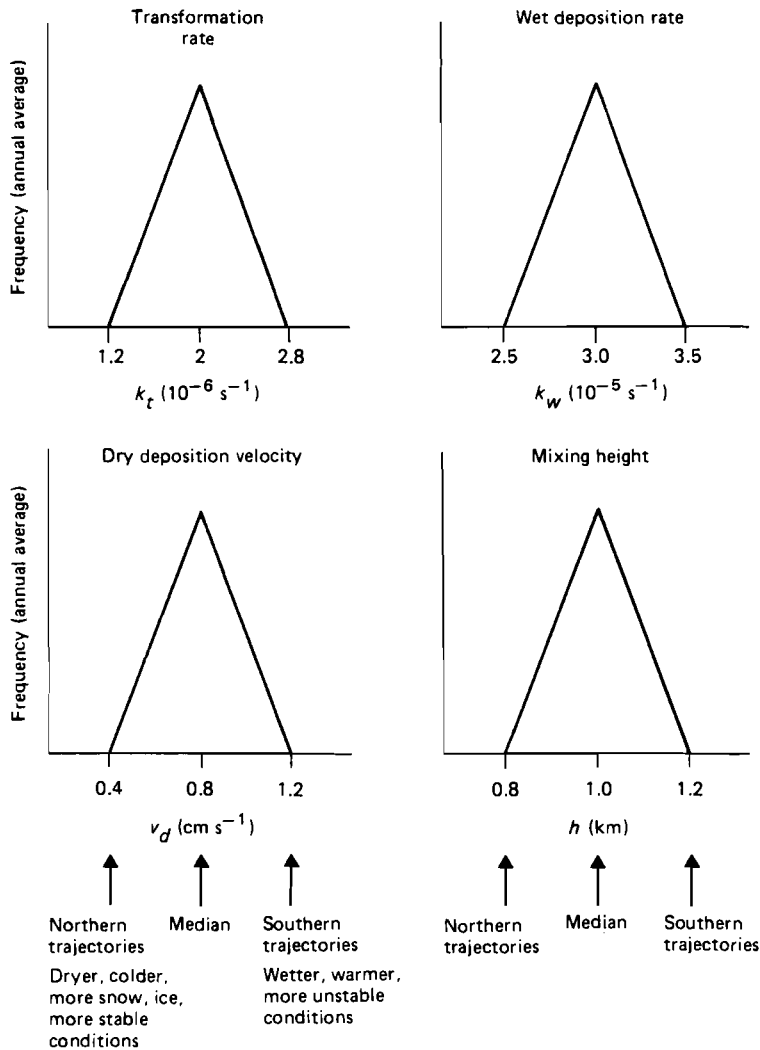 Transformation
rate
Frequency (annual average)
1.2 2 2.8
k_t (10^−6 s^−1)
Wet deposition rate
2.5 3.0 3.5
k_w (10^−5 s^−1)
Dry deposition velocity
Frequency (annual average)
0.4 0.8 1.2
v_d (cm s^−1)
Northern
trajectories
Dryer, colder,
more snow, ice,
more stable
conditions
Median
Southern
trajectories
Wetter, warmer,
more unstable
conditions
Mixing height
0.8 1.0 1.2
h (km)
Northern
trajectories
Median
Southern
trajectories